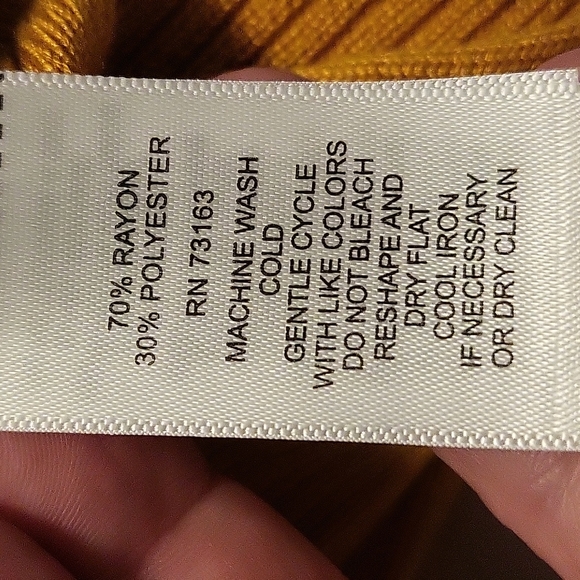 70% RAYON
30% POLYESTER
RN 73163
MACHINE WASH
COLD
GENTLE CYCLE
WITH LIKE COLORS
DO NOT BLEACH
RESHAPE AND
DRY FLAT
COOL IRON
IF NECESSARY
OR DRY CLEAN